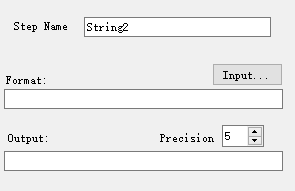 Step Name String2
Input...
Format:
Output: Precision 5